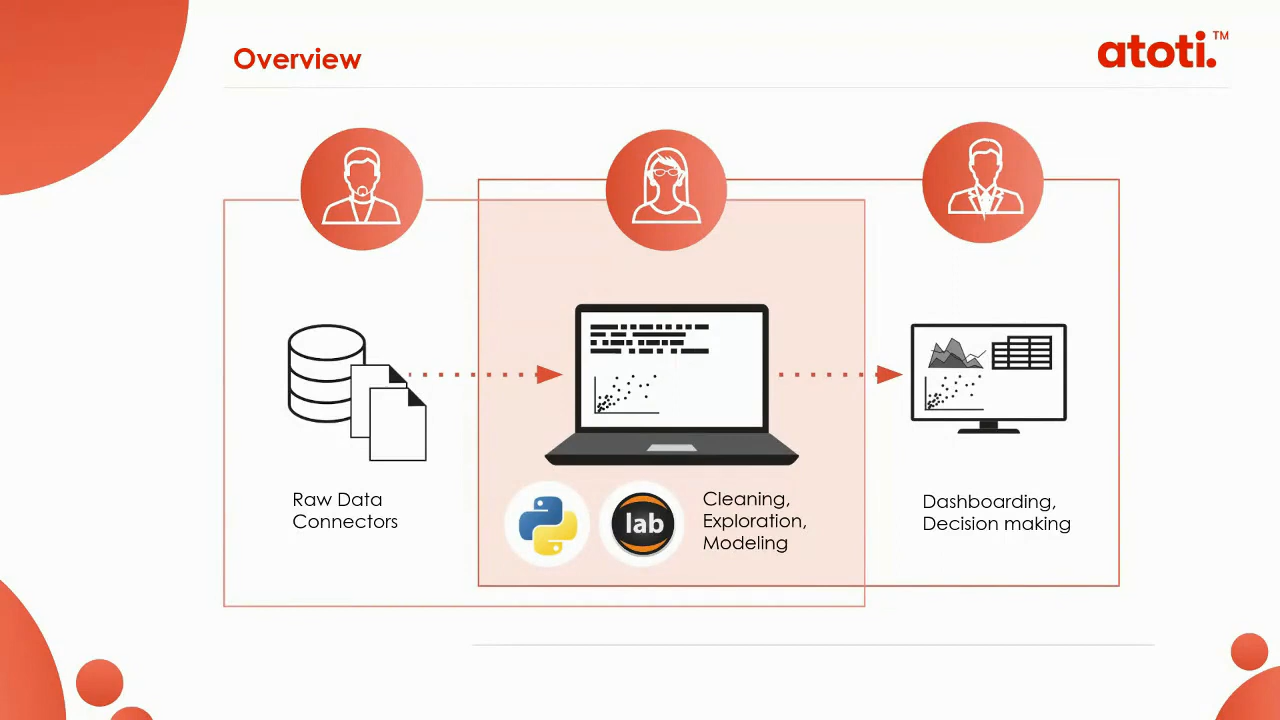 Overview
atoti.™
Raw Data
Connectors
lab
Cleaning,
Exploration,
Modeling
Dashboarding,
Decision making